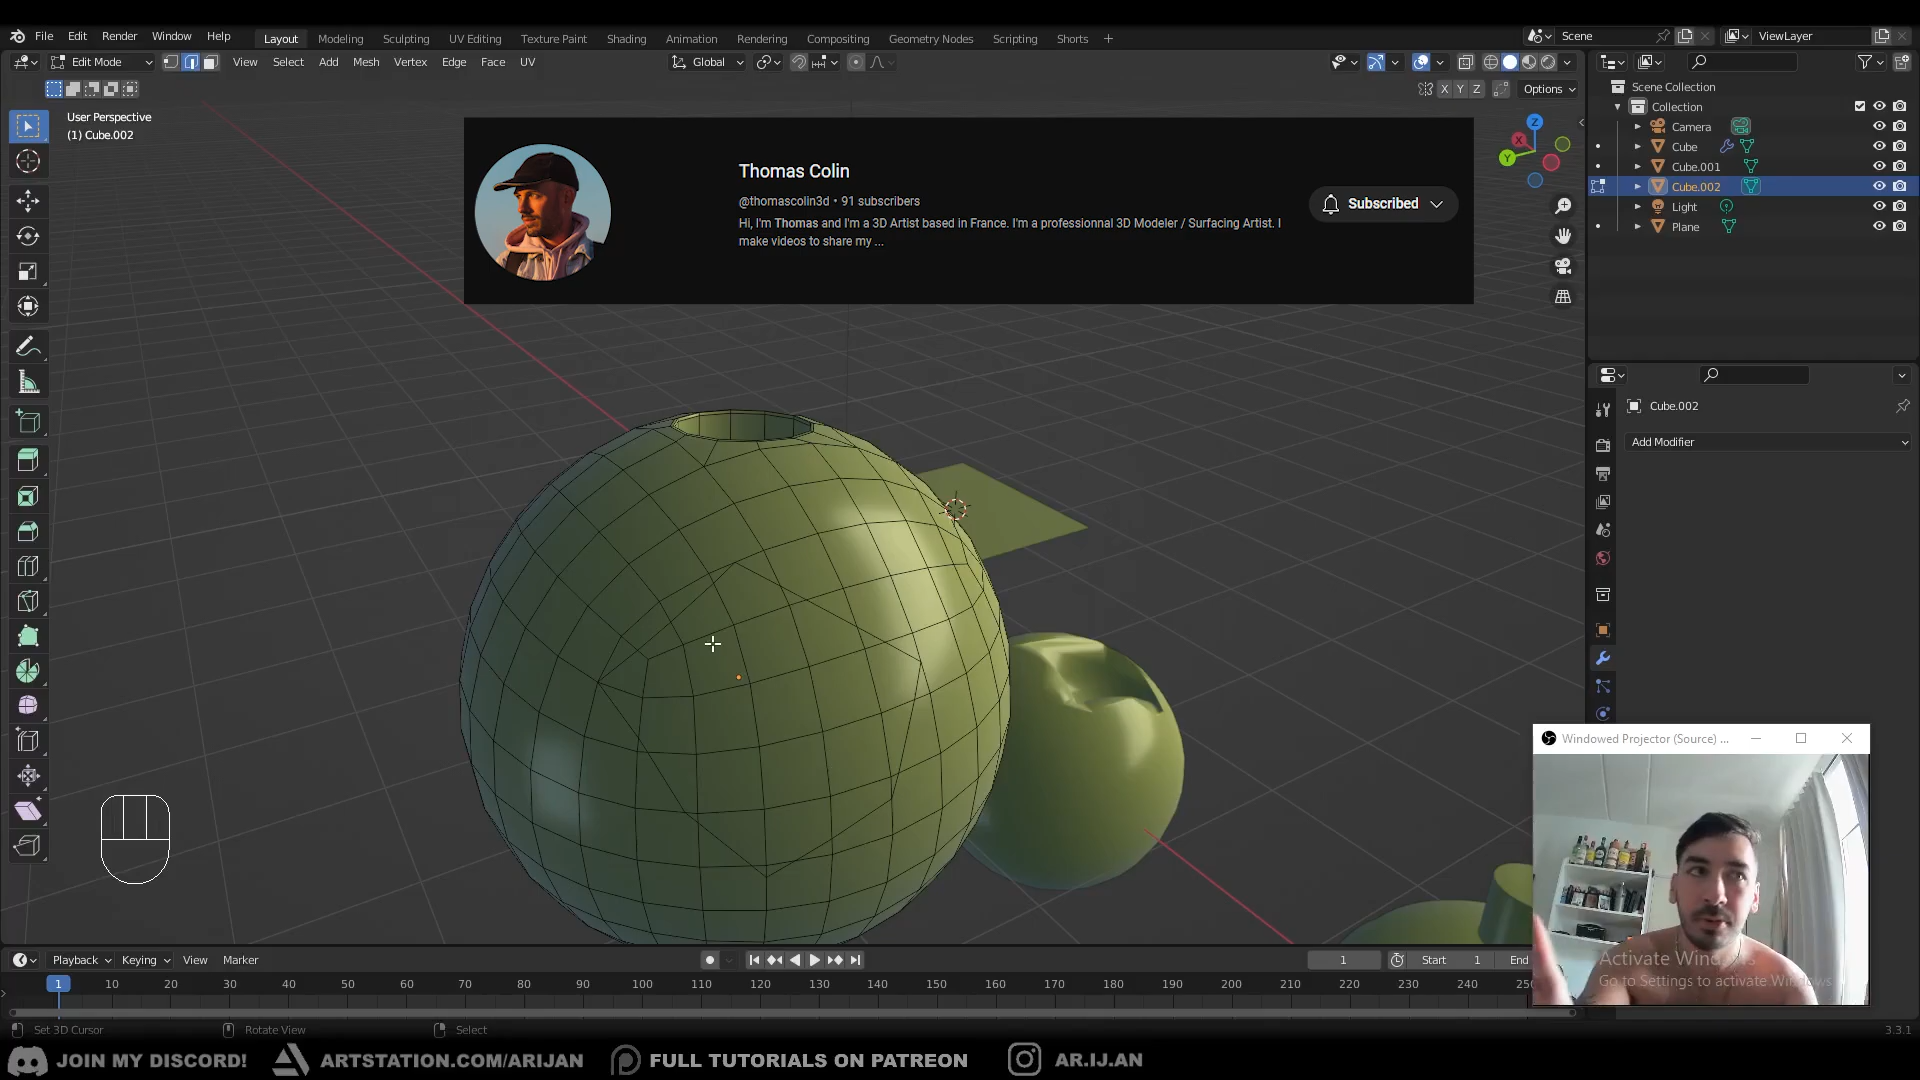 File Edit Render Window Help Layout Modeling Sculpting UV Editing Texture Paint Shading Animation Rendering Compositing Geometry Nodes Scripting Shorts + Scene ViewLayer
Edit Mode View Select Add Mesh Vertex Edge Face UV Global
X Y Z Options
User Perspective
(1) Cube.002
Thomas Colin
@thomascolin3d • 91 subscribers
Hi, I'm Thomas and I'm a 3D Artist based in France. I'm a professionnal 3D Modeler / Surfacing Artist. I
make videos to share my ...
Subscribed
Z
X
Y
Scene Collection
Collection
Camera
Cube
Cube.001
Cube.002
Light
Plane
Cube.002
Add Modifier
Windowed Projector (Source) ...
Activate Windows
Go to Settings to activate Windows
Playback Keying View Marker 1 Start 1 End
1 10 20 30 40 50 60 70 80 90 100 110 120 130 140 150 160 170 180 190 200 210 220 230 240
Set 3D Cursor Rotate View Select 3.3.1
JOIN MY DISCORD! ARTSTATION.COM/ARIJAN FULL TUTORIALS ON PATREON AR.IJ.AN